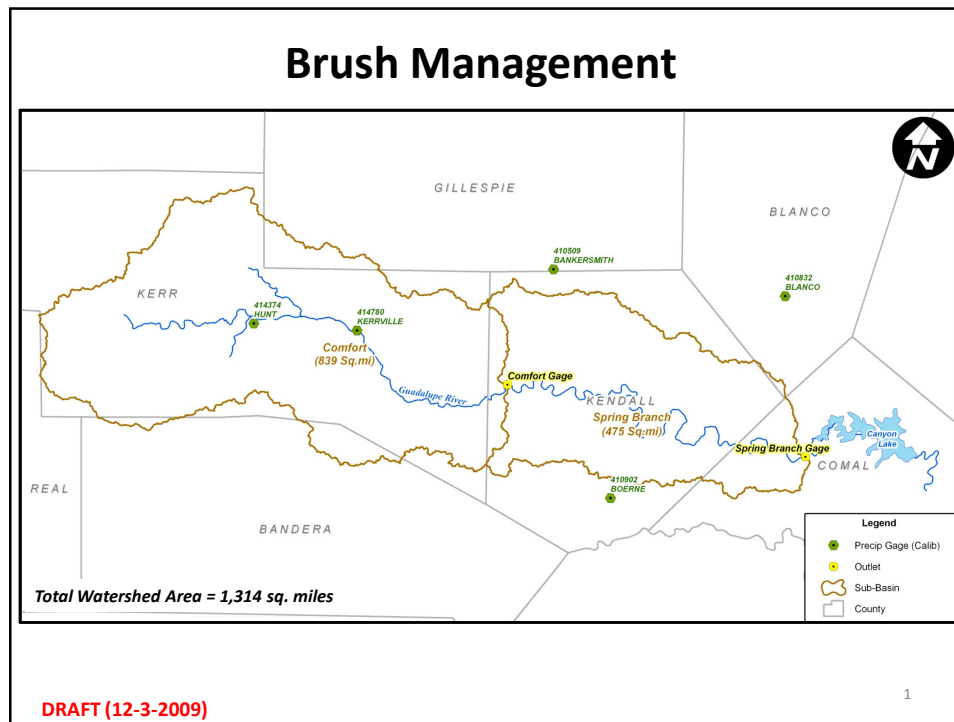 Brush Management
N
GILLESPIE
BLANCO
410509
BANKERSMITH
410832
BLANCO
KERR
414374
HUNT
414780
KERRVILLE
Comfort
(839 Sq.mi)
Comfort Gage
Guadalupe River
KENDALL
Spring Branch
(475 Sq.mi)
Spring Branch Gage
Canyon
Lake
COMAL
REAL
410902
BOERNE
BANDERA
Legend
Precip Gage (Calib)
Outlet
Sub-Basin
County
Total Watershed Area = 1,314 sq. miles
DRAFT (12-3-2009)
1